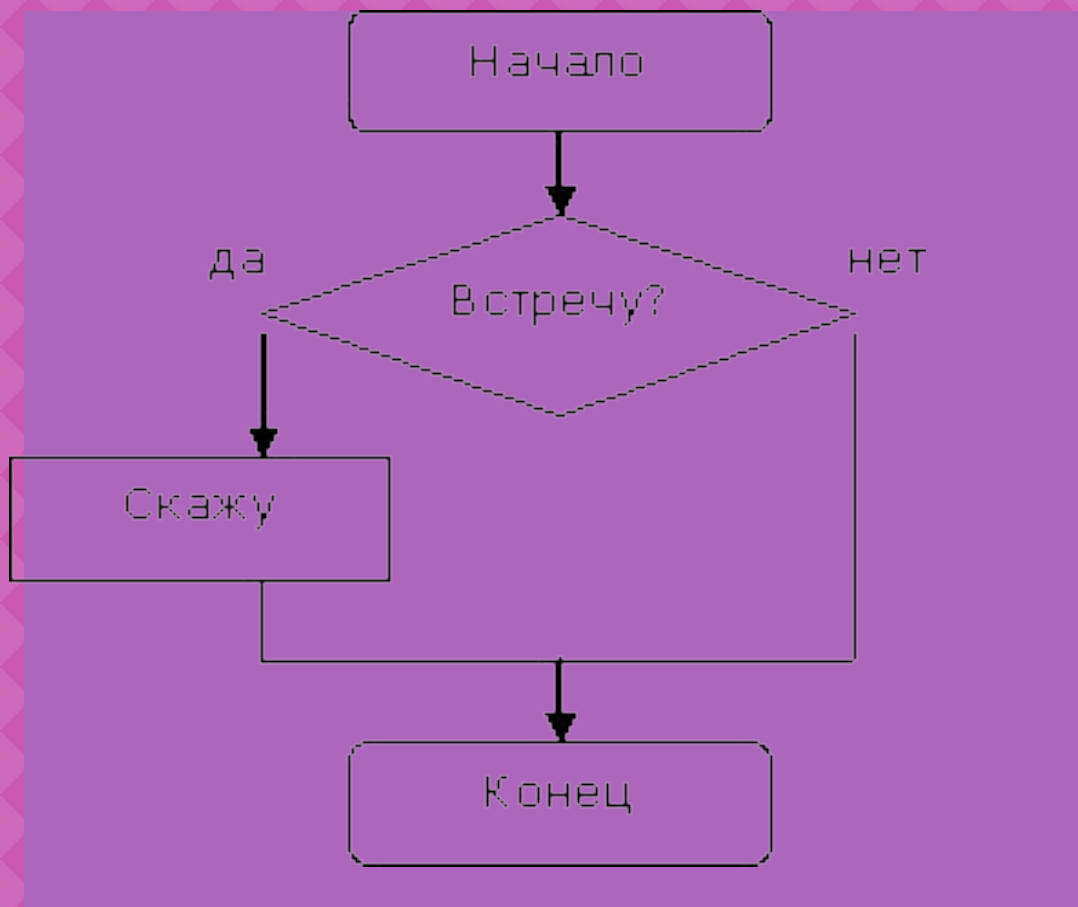 Начало
да
нет
Встречу?
Скажу
Конец